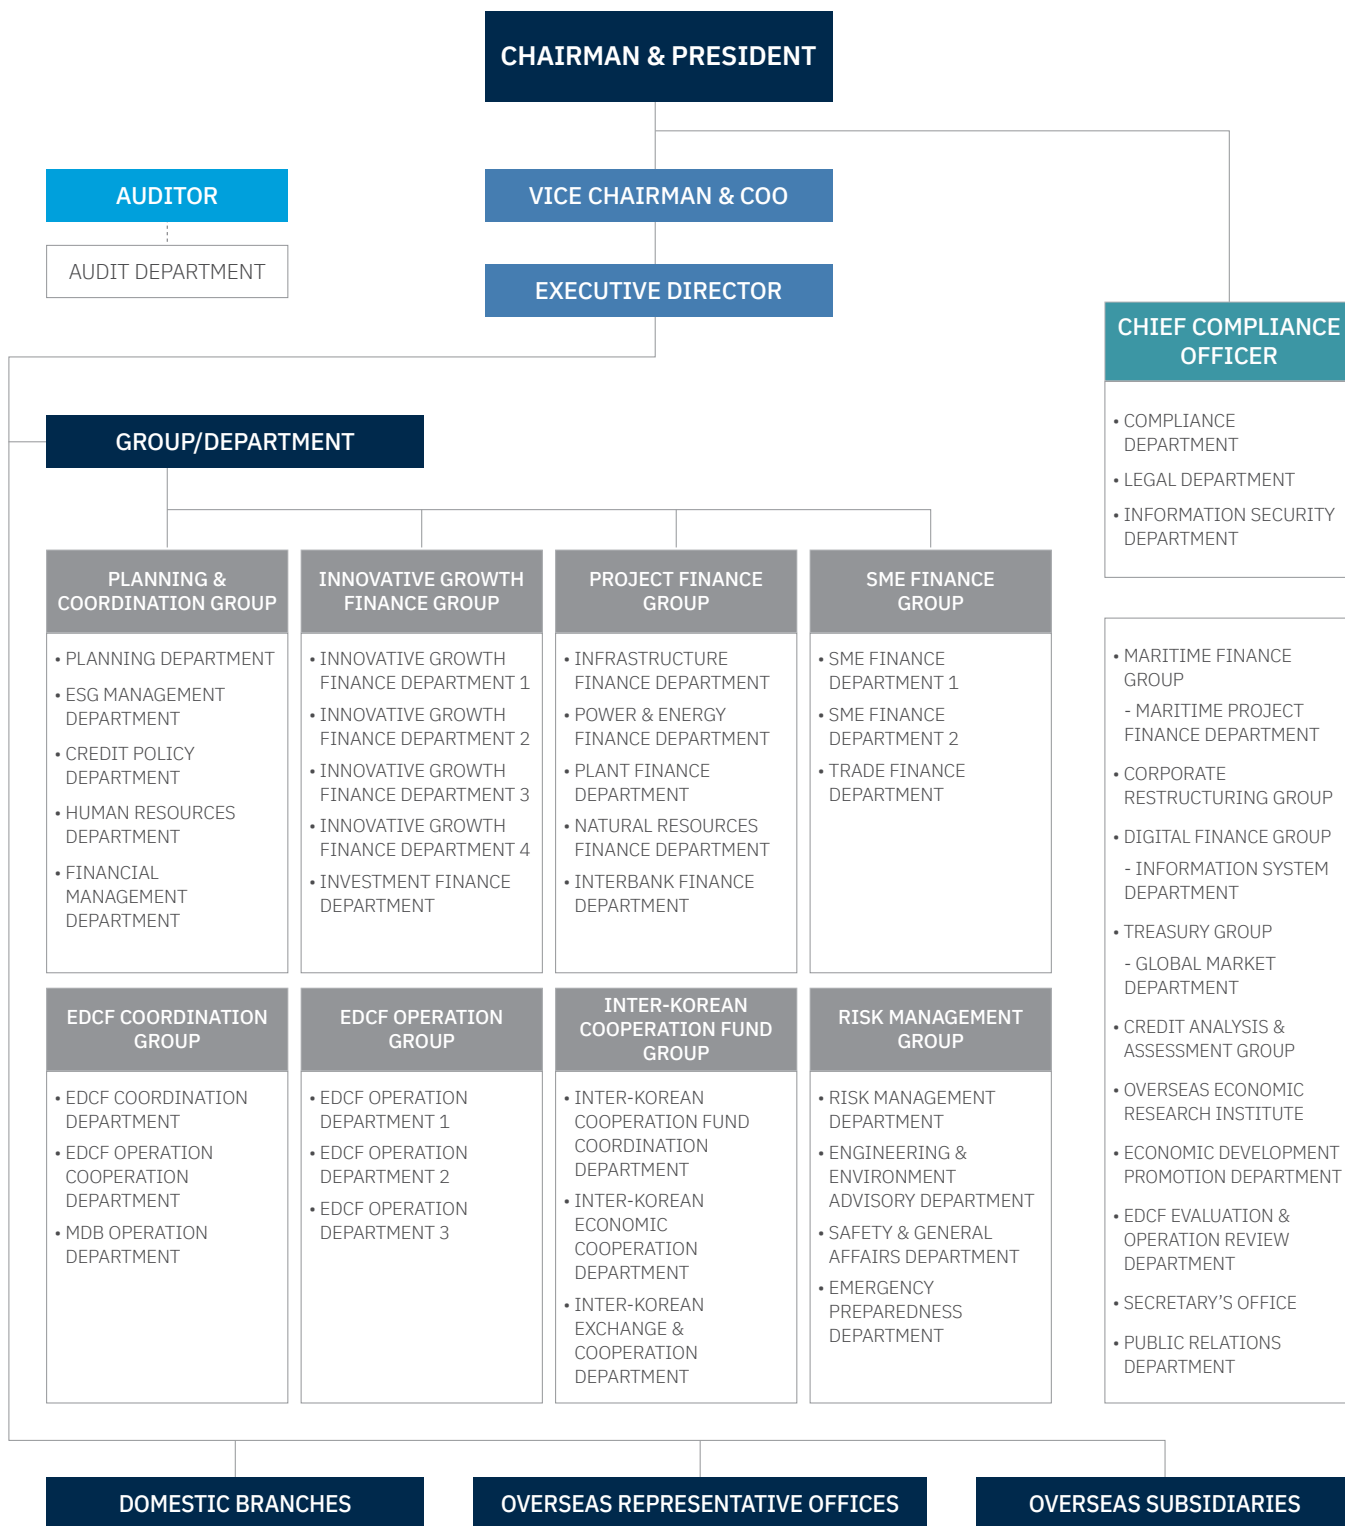 CHAIRMAN & PRESIDENT
AUDITOR
AUDIT DEPARTMENT
VICE CHAIRMAN & COO
EXECUTIVE DIRECTOR
CHIEF COMPLIANCE
OFFICER
• COMPLIANCE
DEPARTMENT
• LEGAL DEPARTMENT
• INFORMATION SECURITY
DEPARTMENT
GROUP/DEPARTMENT
PLANNING &
COORDINATION GROUP
• PLANNING DEPARTMENT
• ESG MANAGEMENT
DEPARTMENT
• CREDIT POLICY
DEPARTMENT
• HUMAN RESOURCES
DEPARTMENT
• FINANCIAL
MANAGEMENT
DEPARTMENT
INNOVATIVE GROWTH
FINANCE GROUP
• INNOVATIVE GROWTH
FINANCE DEPARTMENT 1
• INNOVATIVE GROWTH
FINANCE DEPARTMENT 2
• INNOVATIVE GROWTH
FINANCE DEPARTMENT 3
• INNOVATIVE GROWTH
FINANCE DEPARTMENT 4
• INVESTMENT FINANCE
DEPARTMENT
PROJECT FINANCE
GROUP
• INFRASTRUCTURE
FINANCE DEPARTMENT
• POWER & ENERGY
FINANCE DEPARTMENT
• PLANT FINANCE
DEPARTMENT
• NATURAL RESOURCES
FINANCE DEPARTMENT
• INTERBANK FINANCE
DEPARTMENT
SME FINANCE
GROUP
• SME FINANCE
DEPARTMENT 1
• SME FINANCE
DEPARTMENT 2
• TRADE FINANCE
DEPARTMENT
EDCF COORDINATION
GROUP
• EDCF COORDINATION
DEPARTMENT
• EDCF OPERATION
COOPERATION
DEPARTMENT
• MDB OPERATION
DEPARTMENT
EDCF OPERATION
GROUP
• EDCF OPERATION
DEPARTMENT 1
• EDCF OPERATION
DEPARTMENT 2
• EDCF OPERATION
DEPARTMENT 3
INTER-KOREAN
COOPERATION FUND
GROUP
• INTER-KOREAN
COOPERATION FUND
COORDINATION
DEPARTMENT
• INTER-KOREAN
ECONOMIC
COOPERATION
DEPARTMENT
• INTER-KOREAN
EXCHANGE &
COOPERATION
DEPARTMENT
RISK MANAGEMENT
GROUP
• RISK MANAGEMENT
DEPARTMENT
• ENGINEERING &
ENVIRONMENT
ADVISORY DEPARTMENT
• SAFETY & GENERAL
AFFAIRS DEPARTMENT
• EMERGENCY
PREPAREDNESS
DEPARTMENT
• MARITIME FINANCE
GROUP
- MARITIME PROJECT
FINANCE DEPARTMENT
• CORPORATE
RESTRUCTURING GROUP
• DIGITAL FINANCE GROUP
- INFORMATION SYSTEM
DEPARTMENT
• TREASURY GROUP
- GLOBAL MARKET
DEPARTMENT
• CREDIT ANALYSIS &
ASSESSMENT GROUP
• OVERSEAS ECONOMIC
RESEARCH INSTITUTE
• ECONOMIC DEVELOPMENT
PROMOTION DEPARTMENT
• EDCF EVALUATION &
OPERATION REVIEW
DEPARTMENT
• SECRETARY'S OFFICE
• PUBLIC RELATIONS
DEPARTMENT
DOMESTIC BRANCHES
OVERSEAS REPRESENTATIVE OFFICES
OVERSEAS SUBSIDIARIES